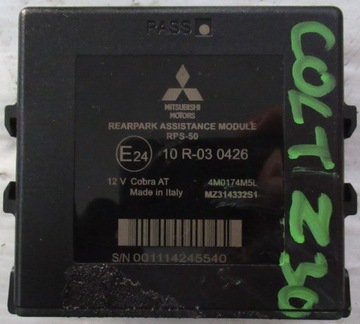 PASS
MITSUBISHI
MOTORS
REARPARK ASSISTANCE MODULE
RPS-50
E24 10 R-03 0426
12 V Cobra AT 4M0174M5L
Made in Italy MZ314332S1
S/N 001114245540
COLT Z30